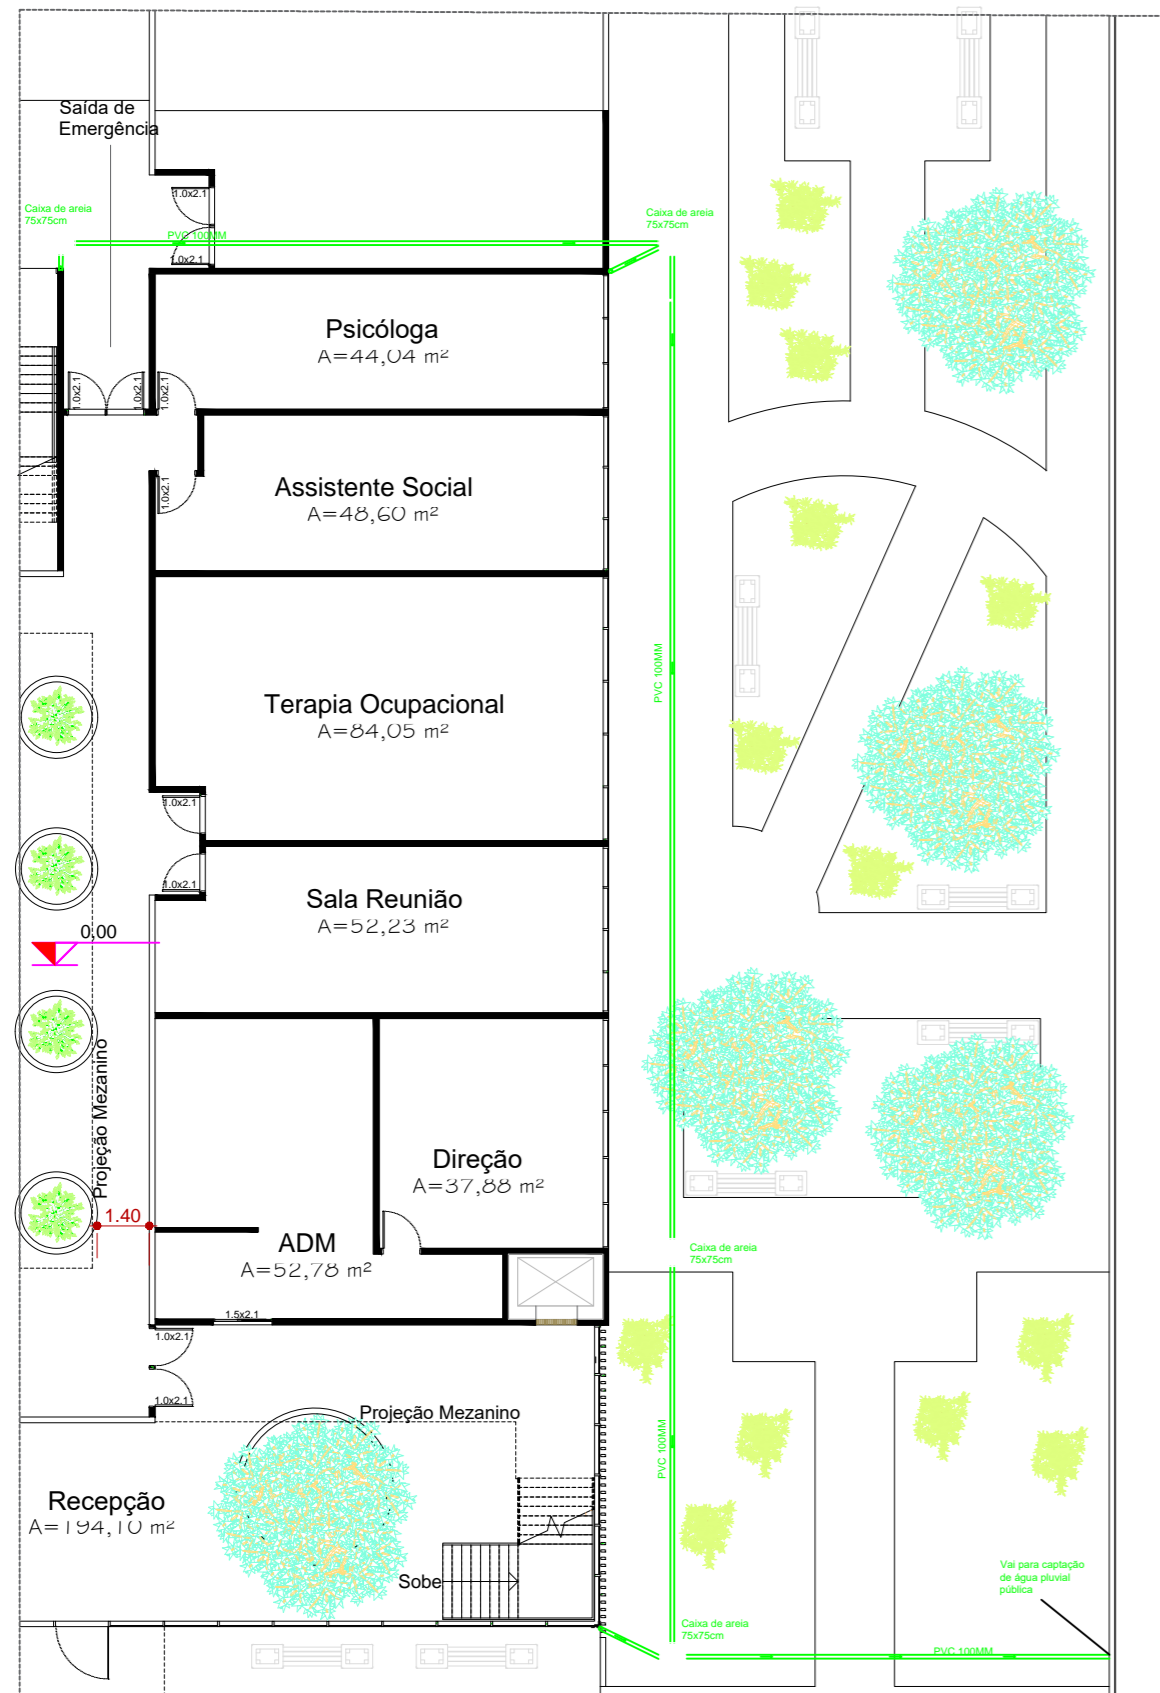 Saída de
Emergência
1.0x2.1
Caixa de areia
75x75cm
Caixa de areia
75x75cm
PVC 100MM
1.0x2.1
Psicóloga
A=44,04 m²
1.0x2.1
1.0x2.1
1.0x2.1
Assistente Social
A=48,60 m²
1.0x2.1
PVC 100MM
Terapia Ocupacional
A=84,05 m²
1.0x2.1
1.0x2.1
Sala Reunião
A=52,23 m²
0,00
Projeção Mezanino
Direção
A=37,88 m²
1.40
ADM
A=52,78 m²
Caixa de areia
75x75cm
1.5x2.1
1.0x2.1
1.0x2.1
Projeção Mezanino
PVC 100MM
Recepção
A=194,10 m²
Sobe
Vai para captação
de água pluvial
pública
Caixa de areia
75x75cm
PVC 100MM